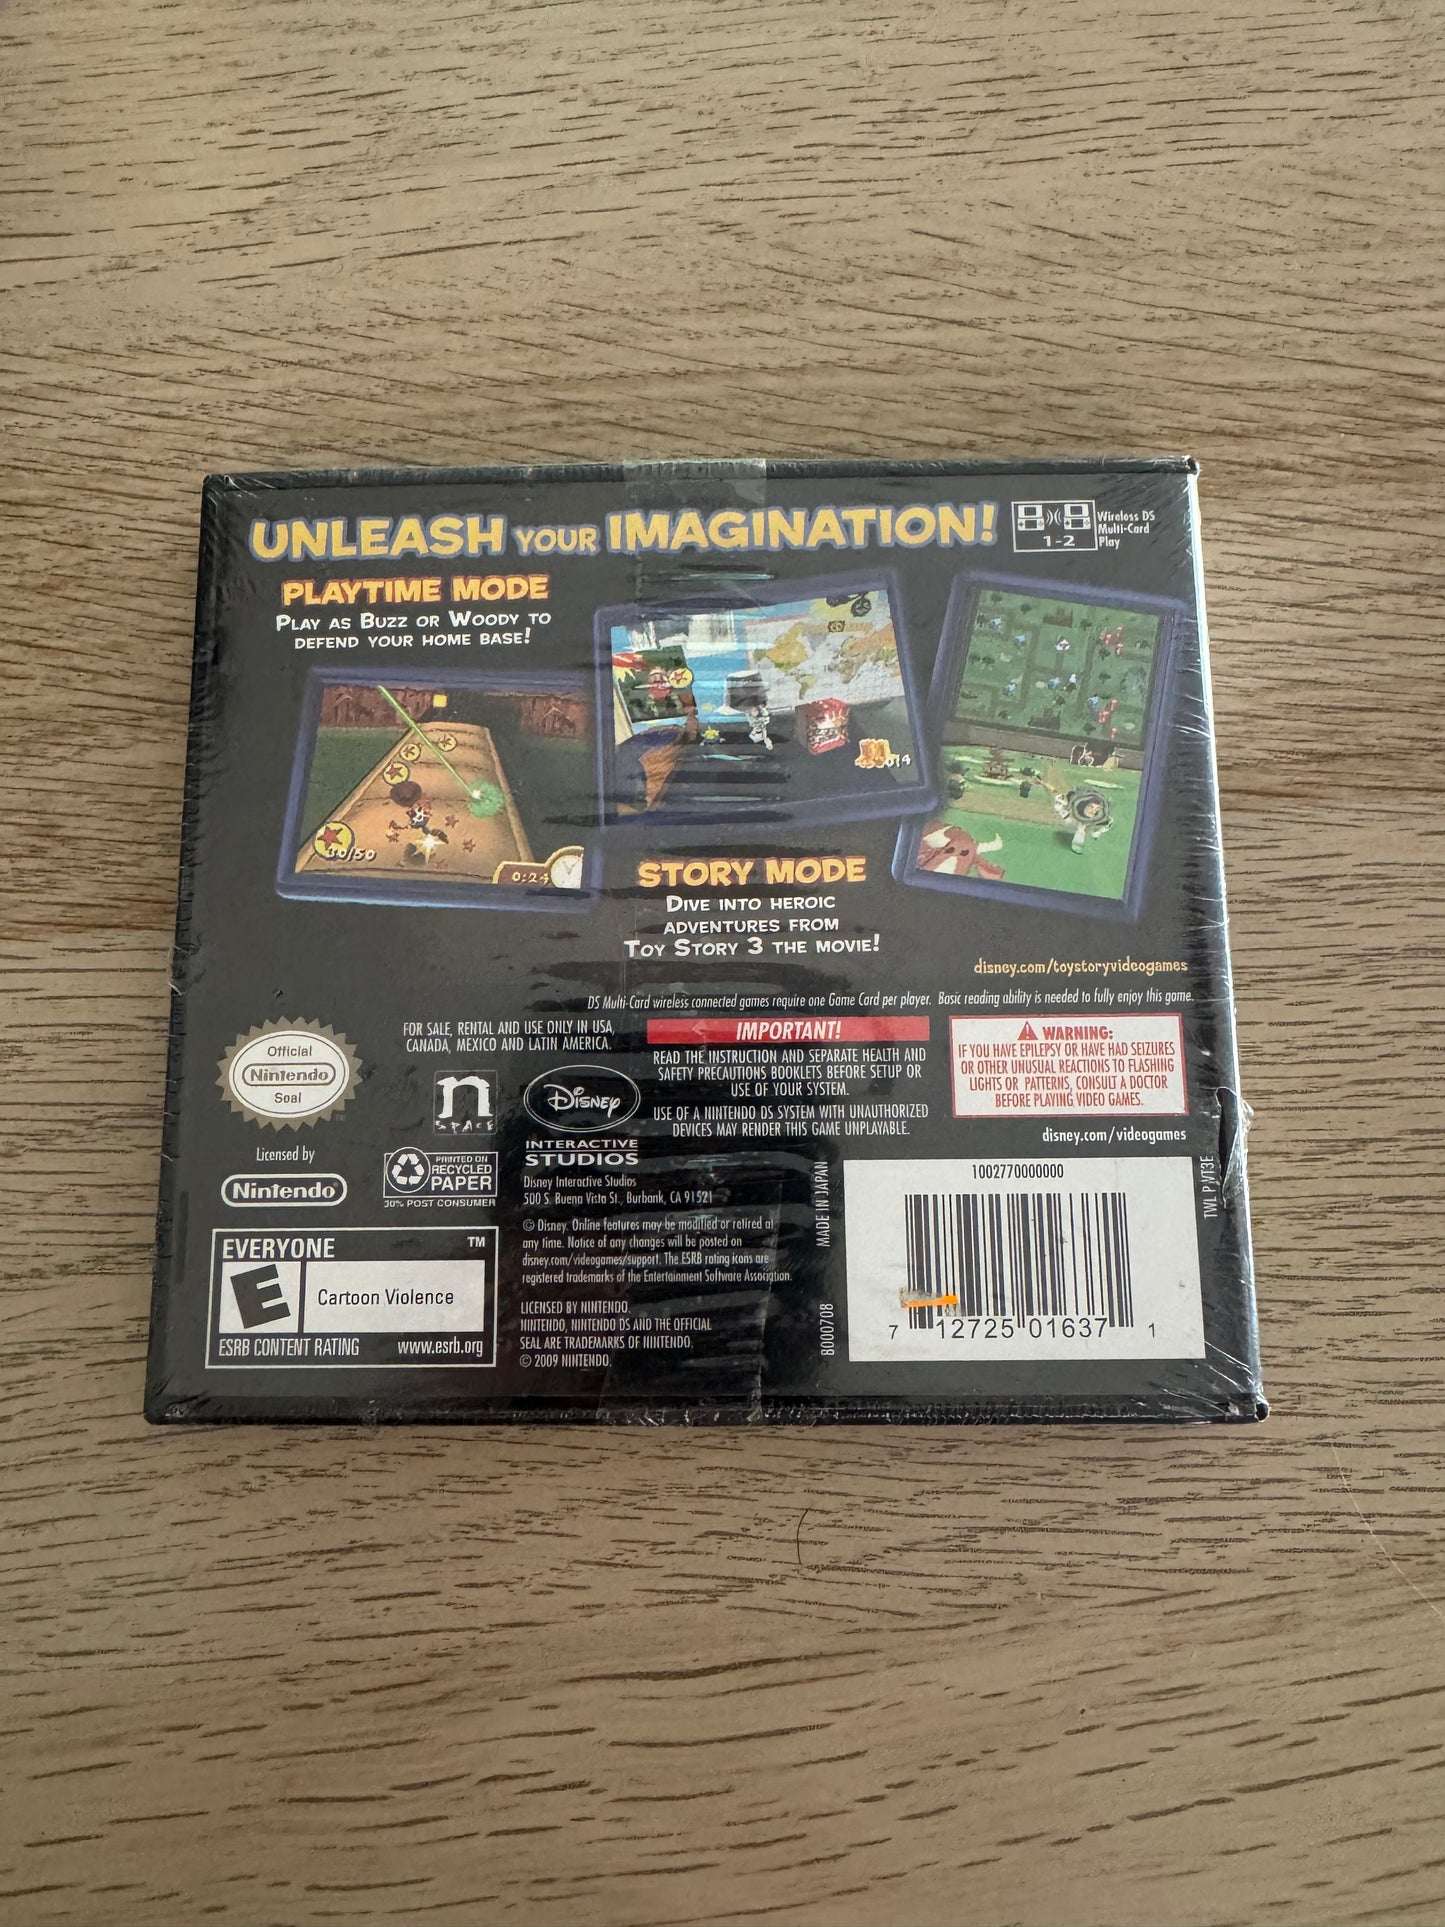 UNLEASH YOUR IMAGINATION!
1-2
Wireless DS
Multi-Card
Play
PLAYTIME MODE
PLAY AS BUZZ OR WOODY TO
DEFEND YOUR HOME BASE!
0:24
STORY MODE
DIVE INTO HEROIC
ADVENTURES FROM
TOY STORY 3 THE MOVIE!
disney.com/toystoryvideogames
DS Multi-Card wireless connected games require one Game Card per player. Basic reading ability is needed to fully enjoy this game.
Official
Nintendo
Seal
Licensed by
Nintendo
FOR SALE, RENTAL AND USE ONLY IN USA,
CANADA, MEXICO AND LATIN AMERICA.
n
SPACE
PRINTED ON
RECYCLED
PAPER
30% POST CONSUMER
Disney
INTERACTIVE
STUDIOS
Disney Interactive Studios
500 S. Buena Vista St., Burbank, CA 91521
© Disney. Online features may be modified or retired at
any time. Notice of any changes will be posted on
disney.com/videogames/support. The ESRB rating icons are
registered trademarks of the Entertainment Software Association.
LICENSED BY NINTENDO.
NINTENDO, NINTENDO DS AND THE OFFICIAL
SEAL ARE TRADEMARKS OF NINTENDO.
© 2009 NINTENDO.
IMPORTANT!
READ THE INSTRUCTION AND SEPARATE HEALTH AND
SAFETY PRECAUTIONS BOOKLETS BEFORE SETUP OR
USE OF YOUR SYSTEM.
USE OF A NINTENDO DS SYSTEM WITH UNAUTHORIZED
DEVICES MAY RENDER THIS GAME UNPLAYABLE.
WARNING:
IF YOU HAVE EPILEPSY OR HAVE HAD SEIZURES
OR OTHER UNUSUAL REACTIONS TO FLASHING
LIGHTS OR PATTERNS, CONSULT A DOCTOR
BEFORE PLAYING VIDEO GAMES.
disney.com/videogames
EVERYONE
TM
E
Cartoon Violence
ESRB CONTENT RATING
www.esrb.org
MADE IN JAPAN
B000708
1002770000000
7 12725 01637 1